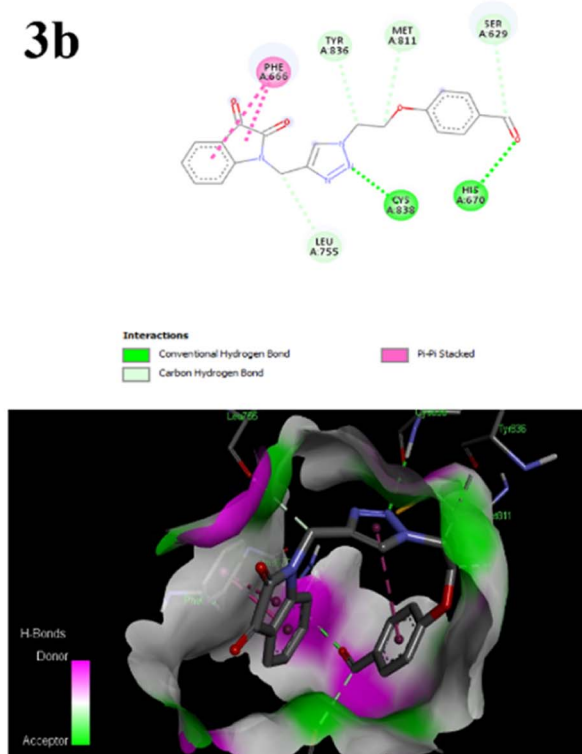 3b
TYR
A:836
MET
A:811
SER
A:629
PHE
A:666
CYS
A:838
HIS
A:670
LEU
A:755
Interactions
Conventional Hydrogen Bond
Carbon Hydrogen Bond
Pi-Pi Stacked
Tyr836
H-Bonds
Donor
Acceptor